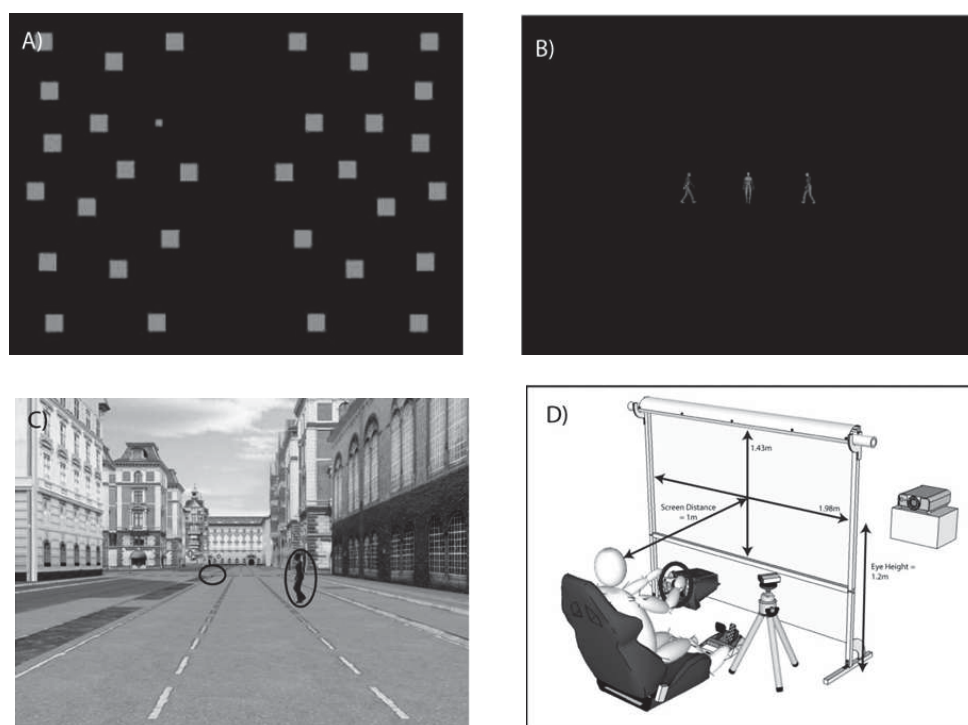 A)
B)
C)
D)
1.43m
1.98m
Screen Distance
= 1m
Eye Height =
1.2m